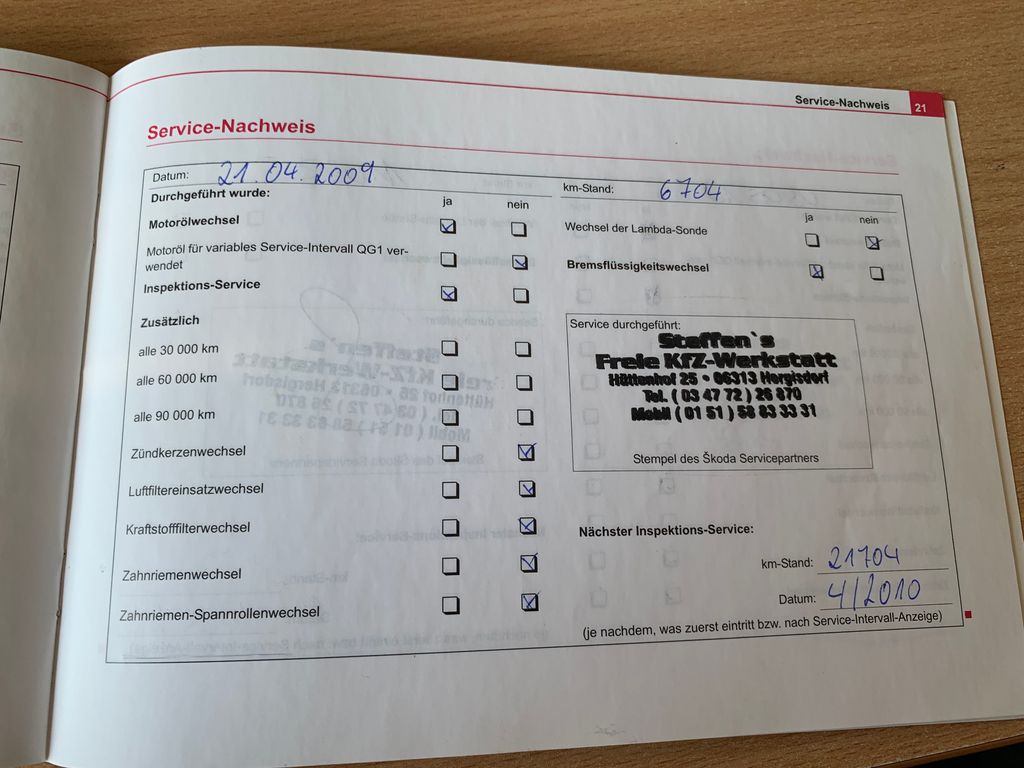 Service-Nachweis 21
Service-Nachweis
Datum: 21.04.2009
km-Stand: 6704
Durchgeführt wurde:
ja nein
Motorölwechsel
Motoröl für variables Service-Intervall QG1 ver-
wendet
Inspektions-Service
Zusätzlich
alle 30 000 km
alle 60 000 km
alle 90 000 km
Zündkerzenwechsel
Luftfiltereinsatzwechsel
Kraftstofffilterwechsel
Zahnriemenwechsel
Zahnriemen-Spannrollenwechsel
ja nein
Wechsel der Lambda-Sonde
Bremsflüssigkeitswechsel
Service durchgeführt:
Steffen`s
Freie KFZ-Werkstatt
Hüttenhof 25 • 06313 Hergisdorf
Tel. ( 03 47 72 ) 26 870
Mobil ( 01 51 ) 58 83 33 31
Stempel des Škoda Servicepartners
Nächster Inspektions-Service:
km-Stand: 21704
Datum: 4/2010
(je nachdem, was zuerst eintritt bzw. nach Service-Intervall-Anzeige)